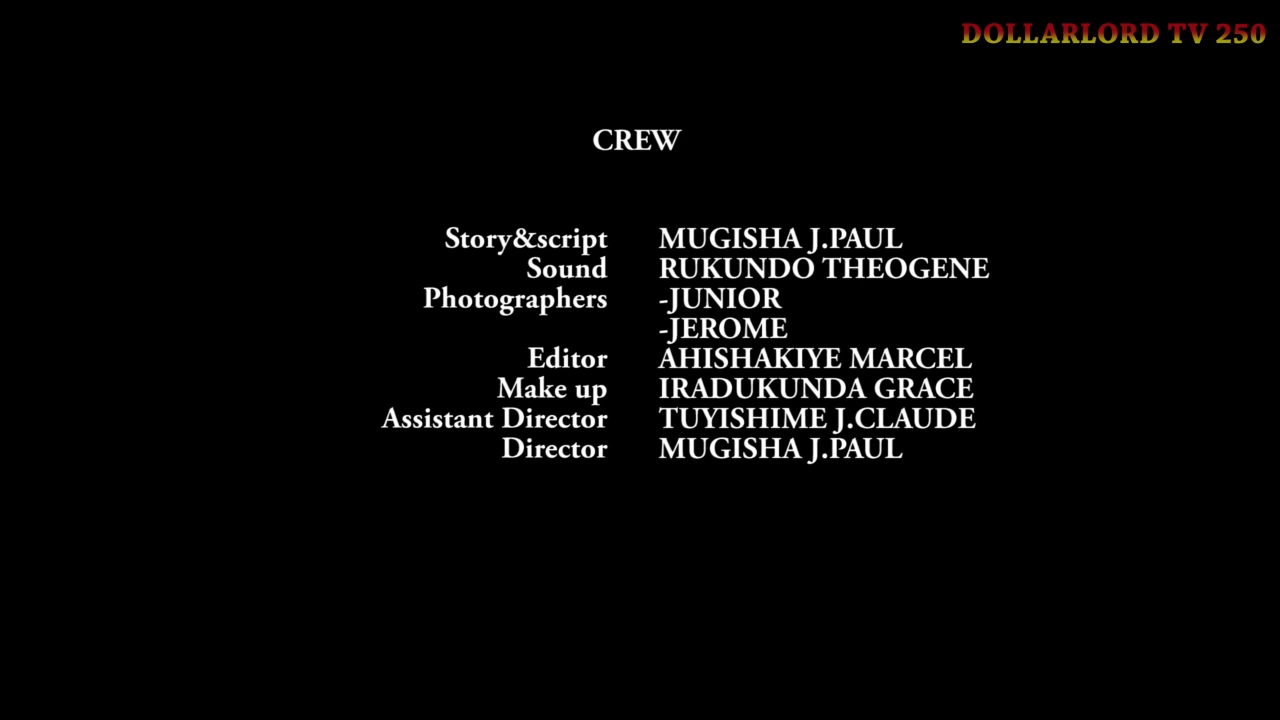 DOLLARLORD TV 250
CREW
Story&script MUGISHA J.PAUL
Sound RUKUNDO THEOGENE
Photographers -JUNIOR
-JEROME
Editor AHISHAKIYE MARCEL
Make up IRADUKUNDA GRACE
Assistant Director TUYISHIME J.CLAUDE
Director MUGISHA J.PAUL